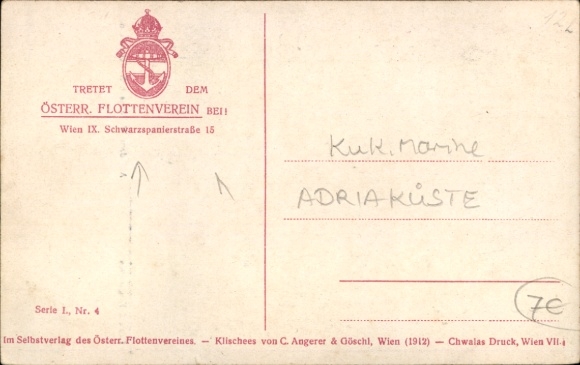 TRETET DEM
ÖSTERR. FLOTTENVEREIN BEI!
Wien IX. Schwarzspanierstraße 15
K.u.K. Marine
ADRIAKÜSTE
7€
Serie I., Nr. 4
Im Selbstverlag des Österr. Flottenvereines. — Klischees von C. Angerer & Göschl, Wien (1912) — Chwalas Druck, Wien VII.